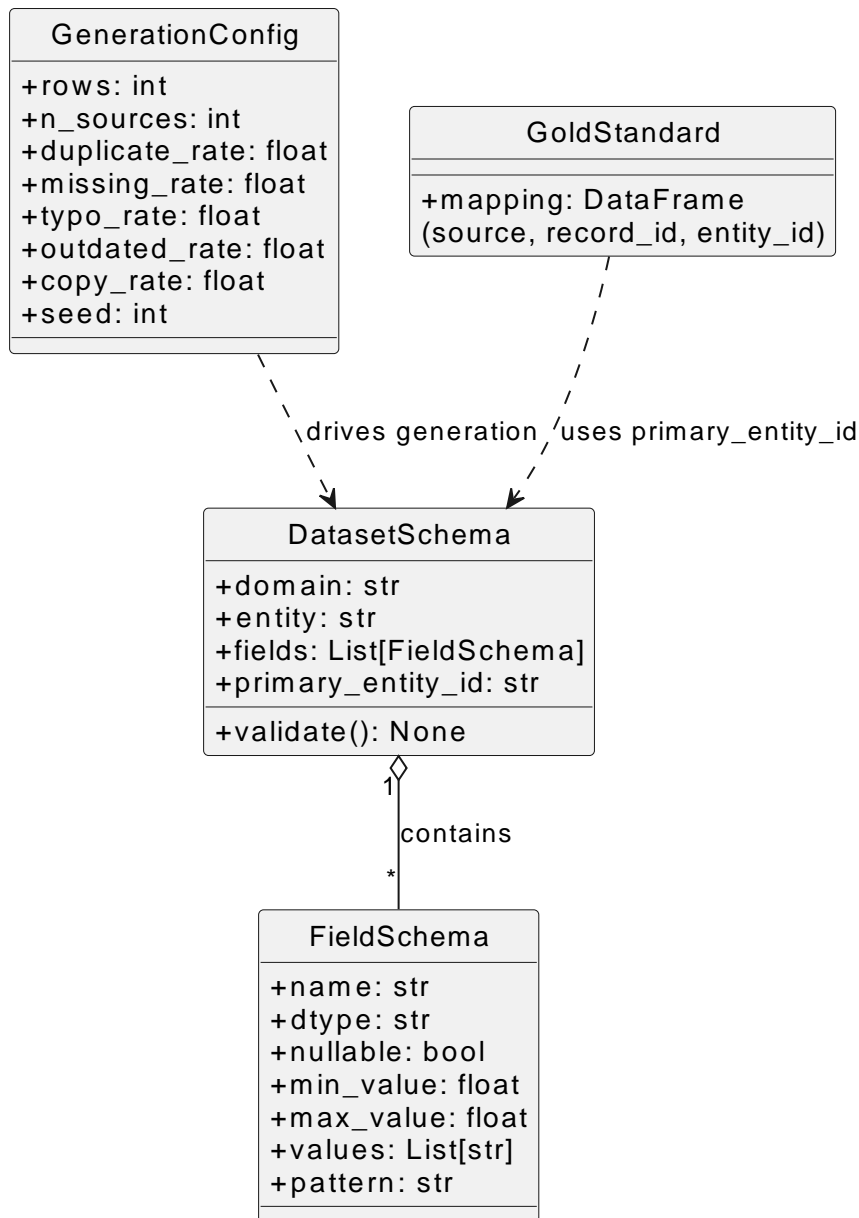 GenerationConfig
+rows: int
+n_sources: int
+duplicate_rate: float
+missing_rate: float
+typo_rate: float
+outdated_rate: float
+copy_rate: float
+seed: int
GoldStandard
+mapping: DataFrame
(source, record_id, entity_id)
drives generation
uses primary_entity_id
DatasetSchema
+domain: str
+entity: str
+fields: List[FieldSchema]
+primary_entity_id: str
+validate(): None
1
contains
*
FieldSchema
+name: str
+dtype: str
+nullable: bool
+min_value: float
+max_value: float
+values: List[str]
+pattern: str